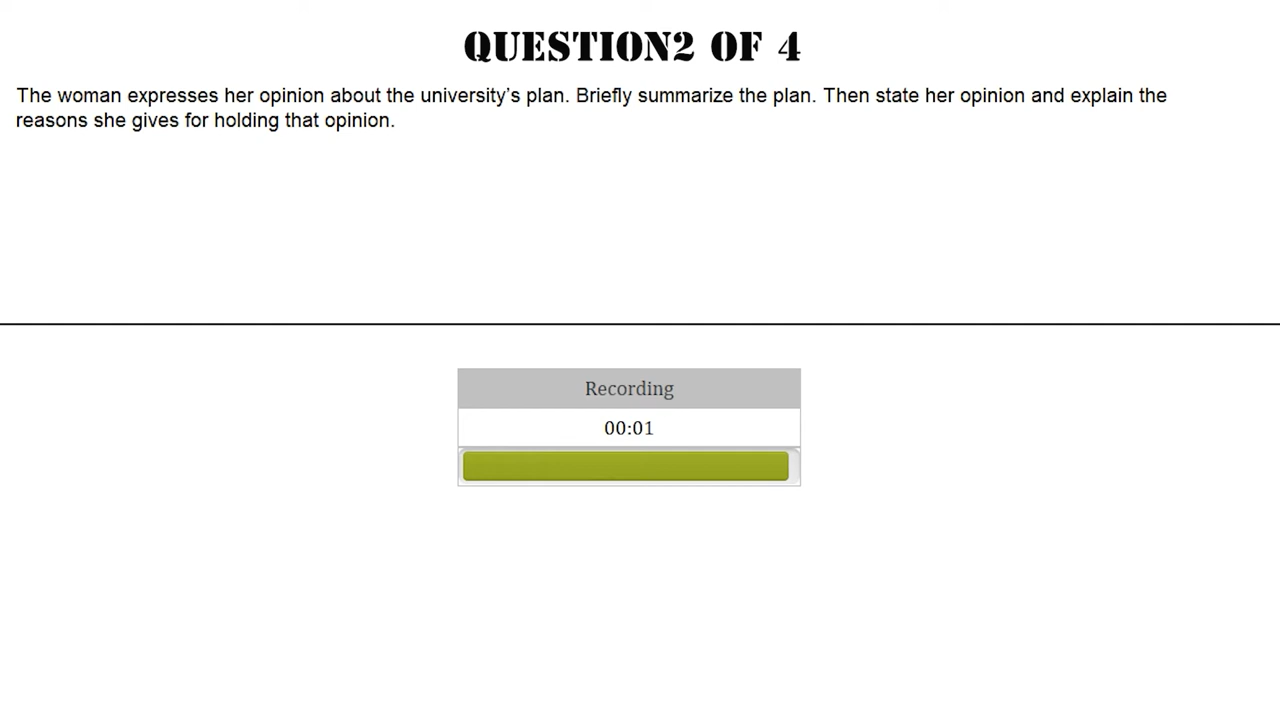 QUESTION2 OF 4
The woman expresses her opinion about the university’s plan. Briefly summarize the plan. Then state her opinion and explain the
reasons she gives for holding that opinion.
Recording
00:01